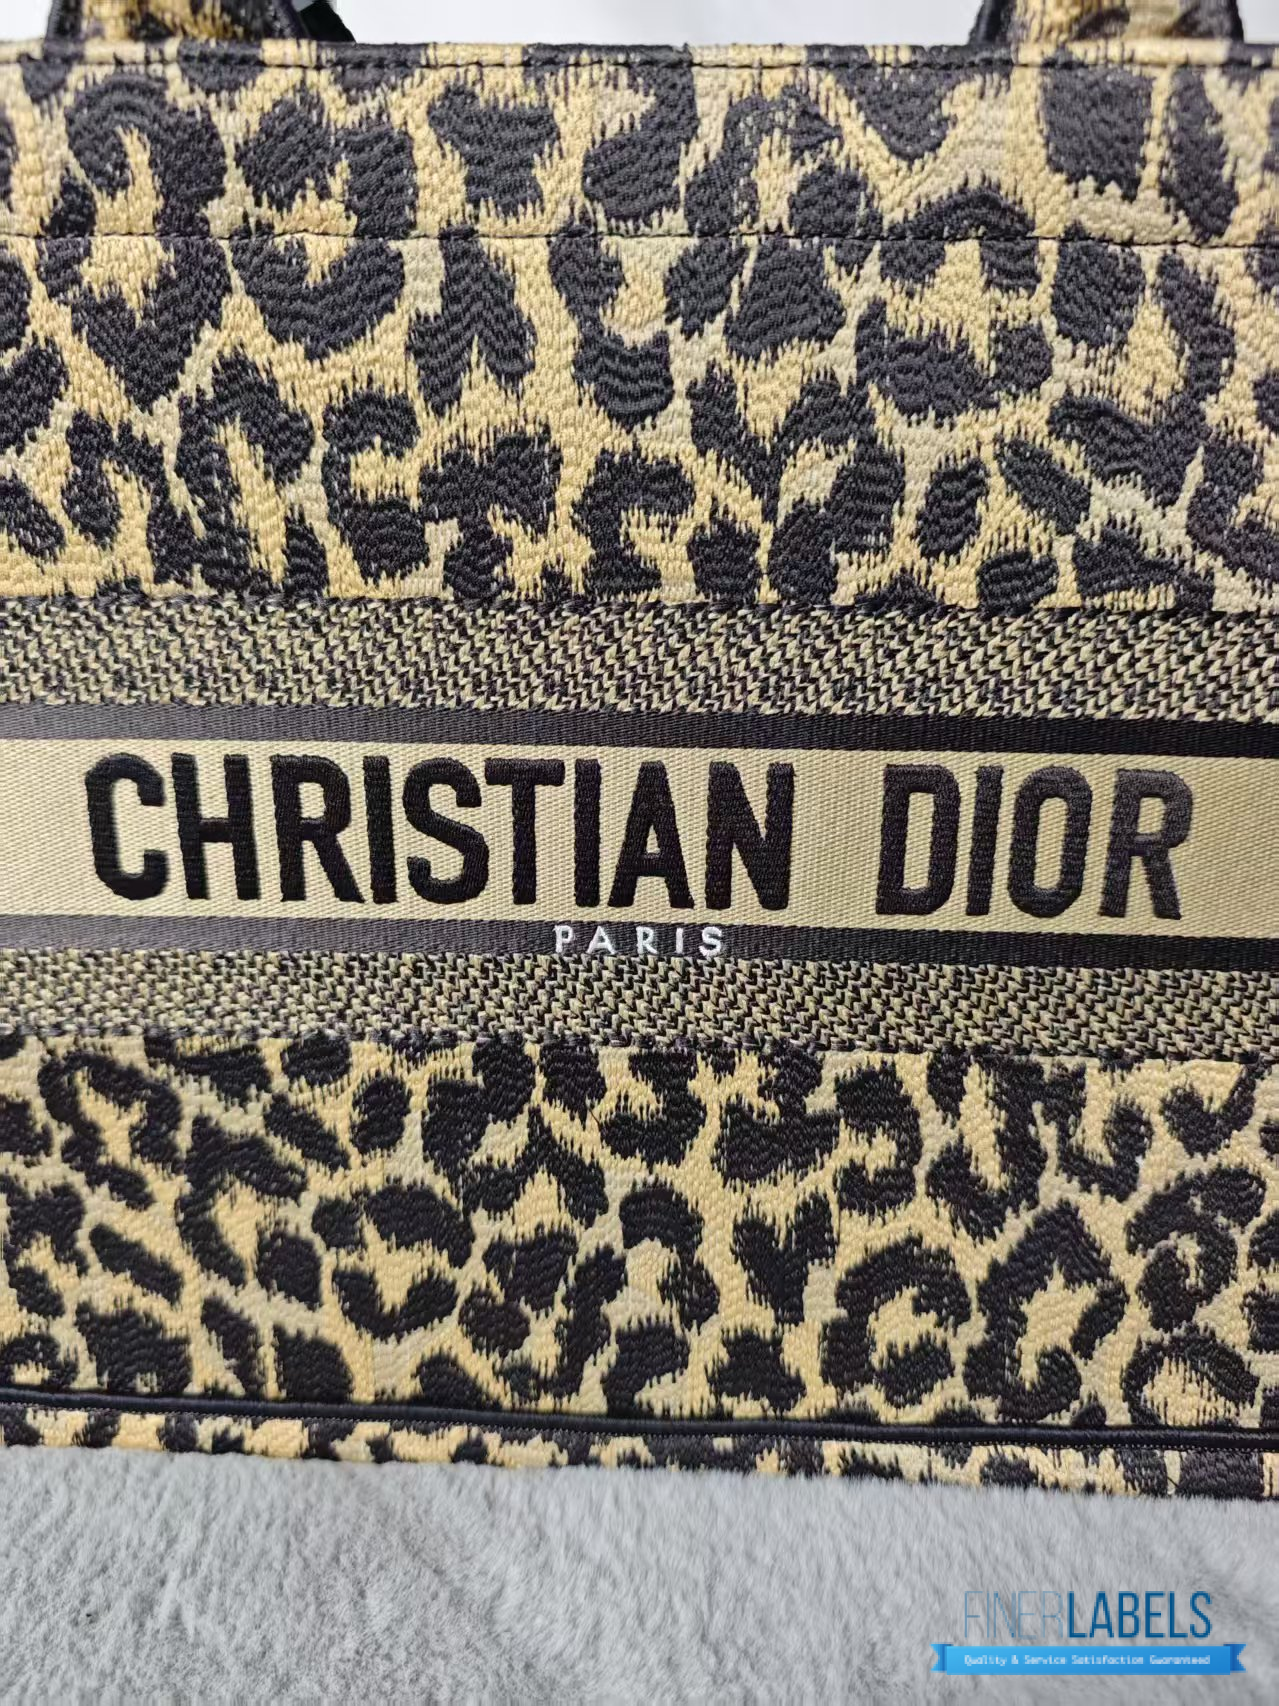 CHRISTIAN DIOR
PARIS
FINERLABELS
Quality & Service Satisfaction Guaranteed